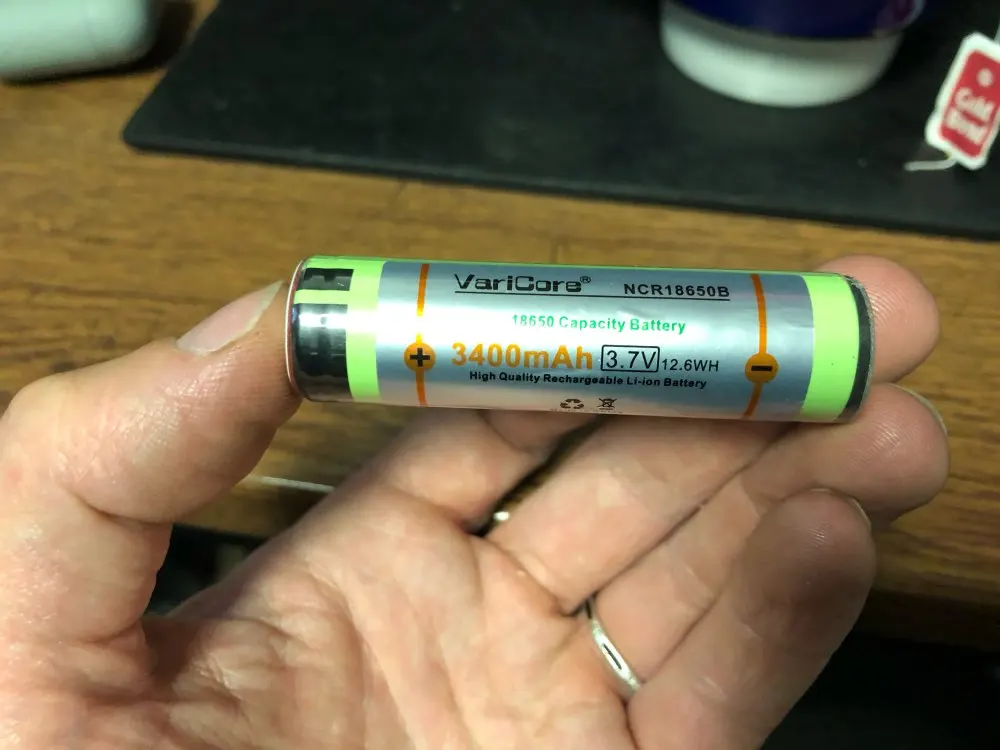 VariCore® NCR18650B
18650 Capacity Battery
+ 3400mAh 3.7V 12.6WH -
High Quality Rechargeable Li-ion Battery